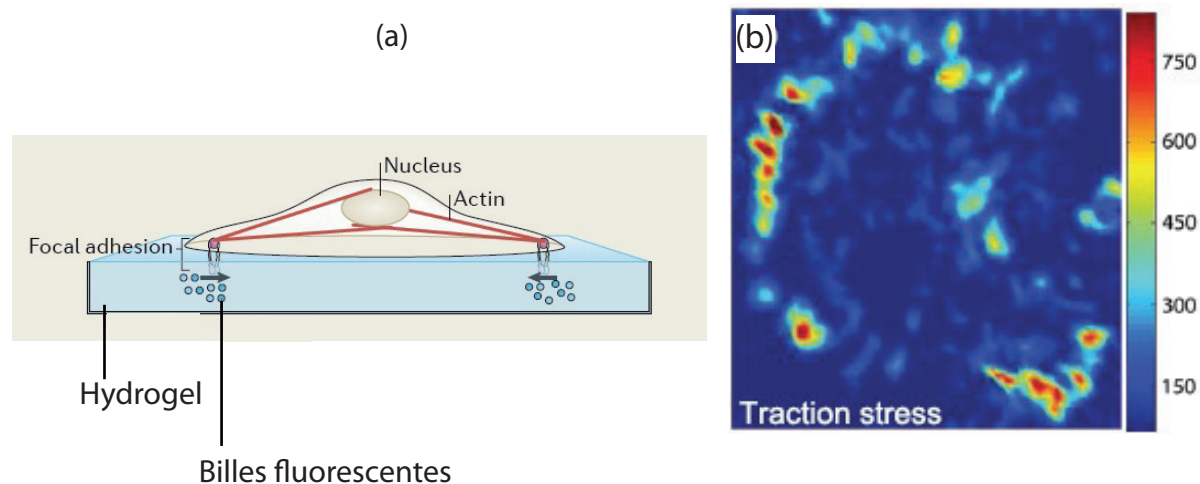 (a)
Nucleus
Actin
Focal adhesion
Hydrogel
Billes fluorescentes
(b)
750
600
450
300
150
Traction stress